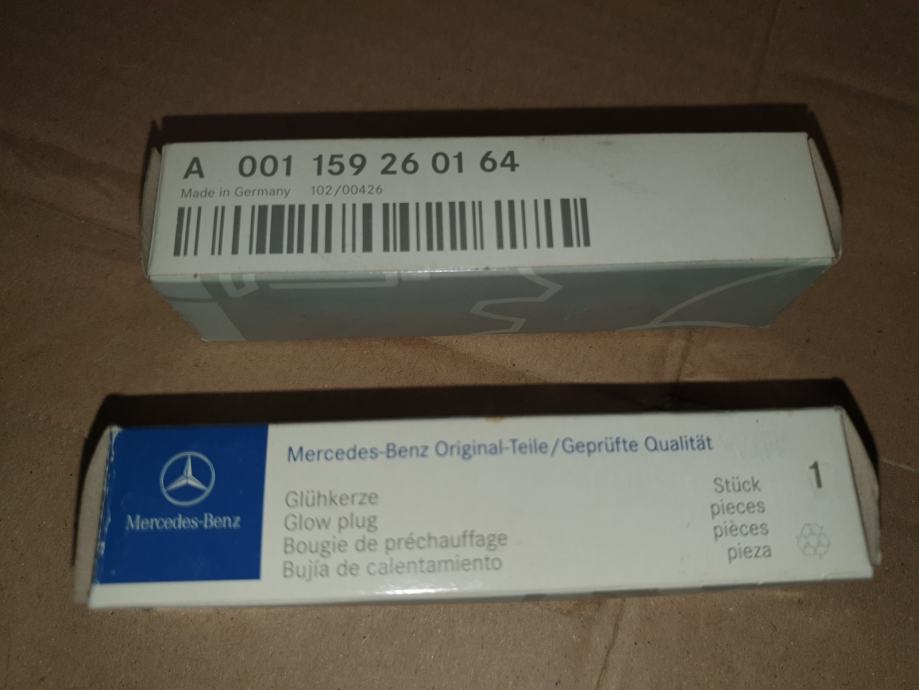 A 001 159 26 01 64
Made in Germany 102/00426
Mercedes-Benz Original-Teile/Geprüfte Qualität
Mercedes-Benz
Glühkerze
Glow plug
Bougie de préchauffage
Bujía de calentamiento
Stück
pieces
pièces
pieza
1